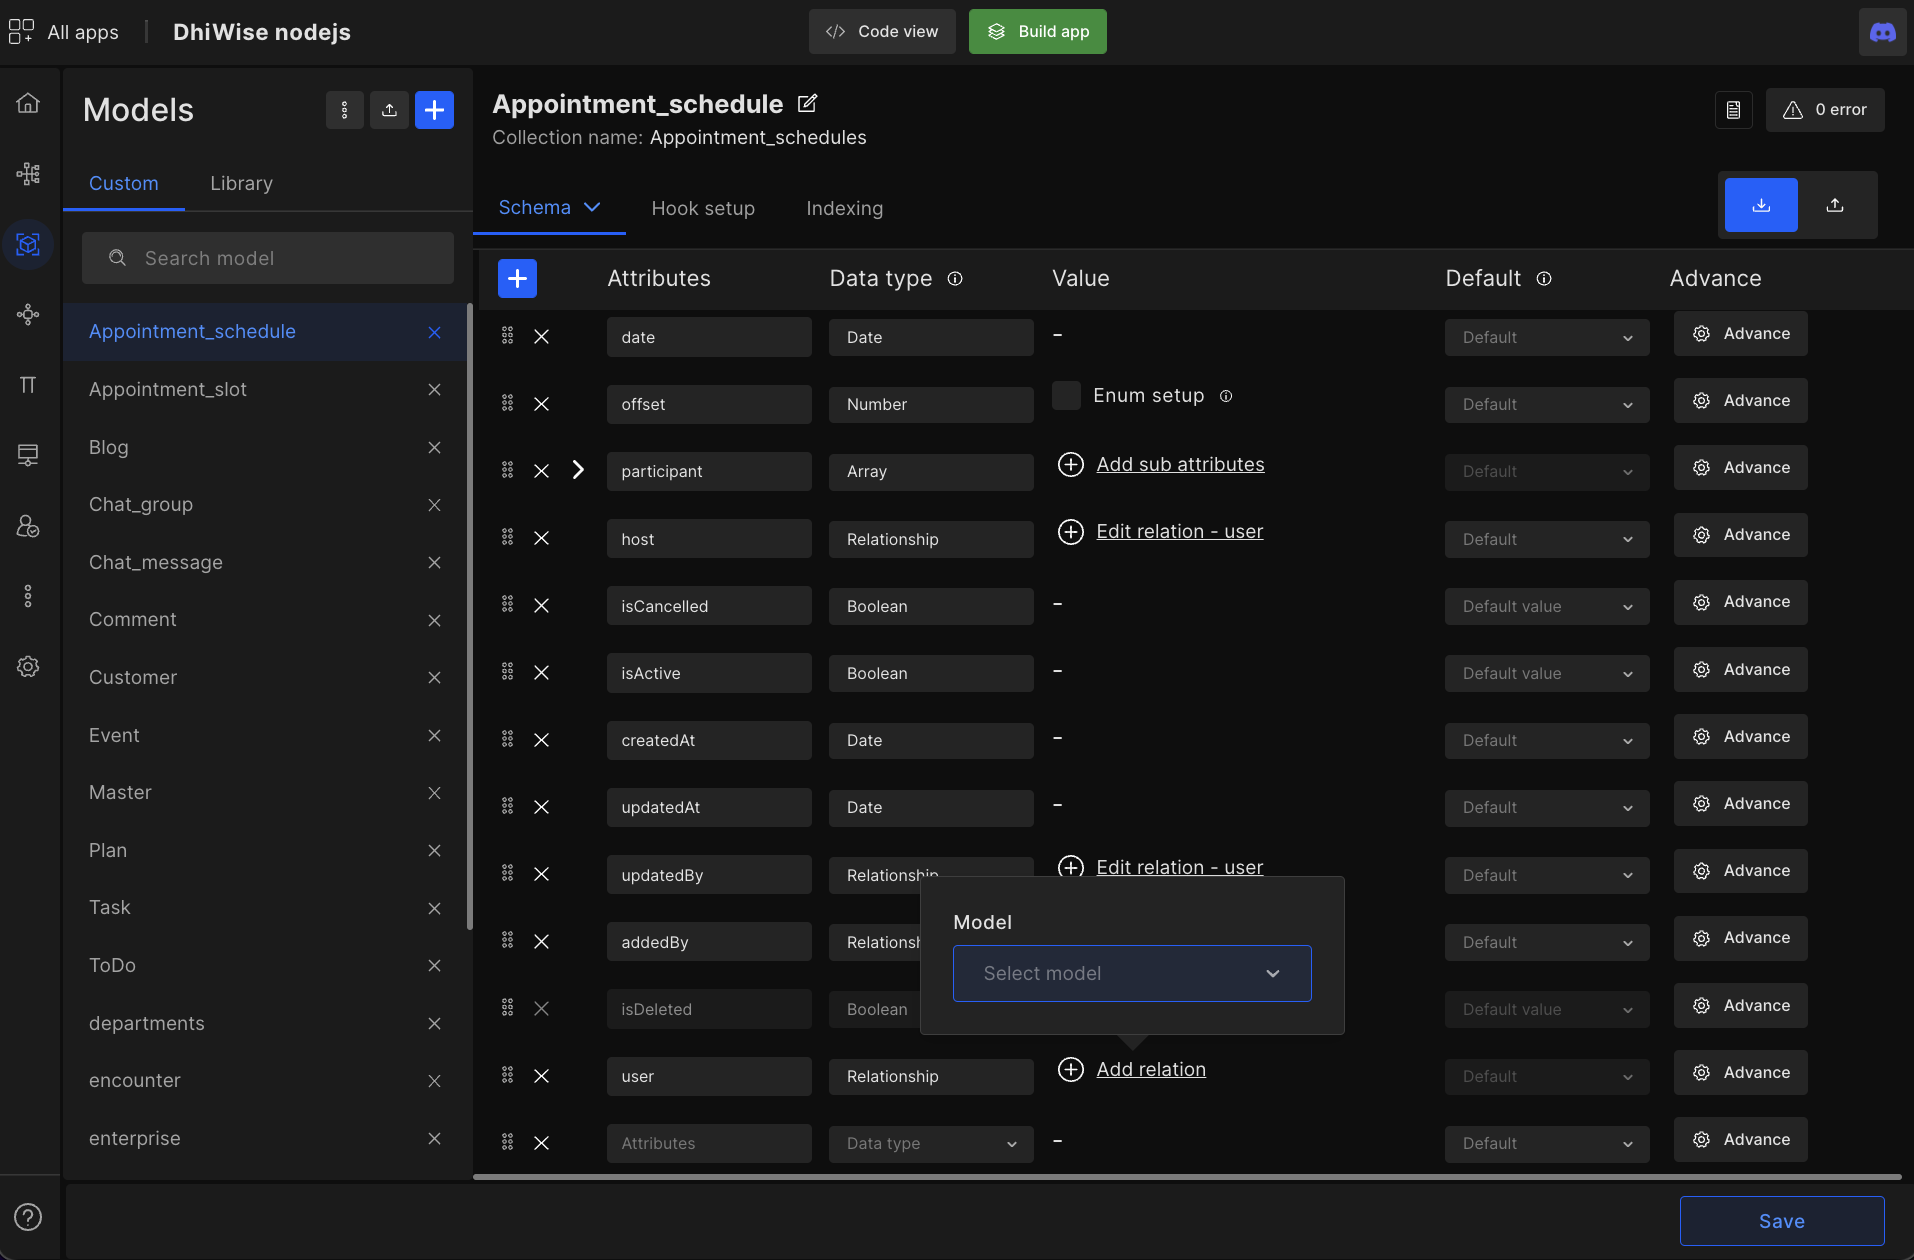 All apps
DhiWise nodejs
Code view
Build app
Models
Custom
Library
Search model
Appointment_schedule
Appointment_slot
Blog
Chat_group
Chat_message
Comment
Customer
Event
Master
Plan
Task
ToDo
departments
encounter
enterprise
Appointment_schedule
Collection name: Appointment_schedules
0 error
Schema
Hook setup
Indexing
Attributes Data type Value Default Advance
date Date - Default Advance
offset Number Enum setup Default Advance
participant Array Add sub attributes Default Advance
host Relationship Edit relation - user Default Advance
isCancelled Boolean - Default value Advance
isActive Boolean - Default value Advance
createdAt Date - Default Advance
updatedAt Date - Default Advance
updatedBy Relationship Edit relation - user Default Advance
Model
addedBy Relationsh Default Advance
Select model
isDeleted Boolean Default value Advance
user Relationship Add relation Default Advance
Attributes Data type - Default Advance
Save